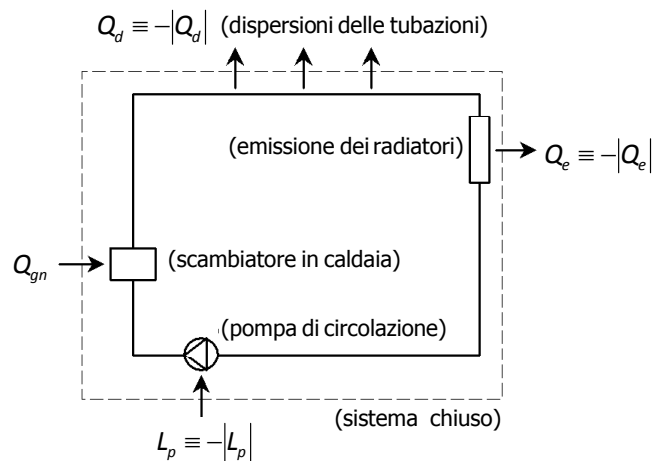 Q_d ≡ −|Q_d| (dispersioni delle tubazioni)
(emissione dei radiatori)
Q_e ≡ −|Q_e|
Q_gn
(scambiatore in caldaia)
(pompa di circolazione)
(sistema chiuso)
L_p ≡ −|L_p|